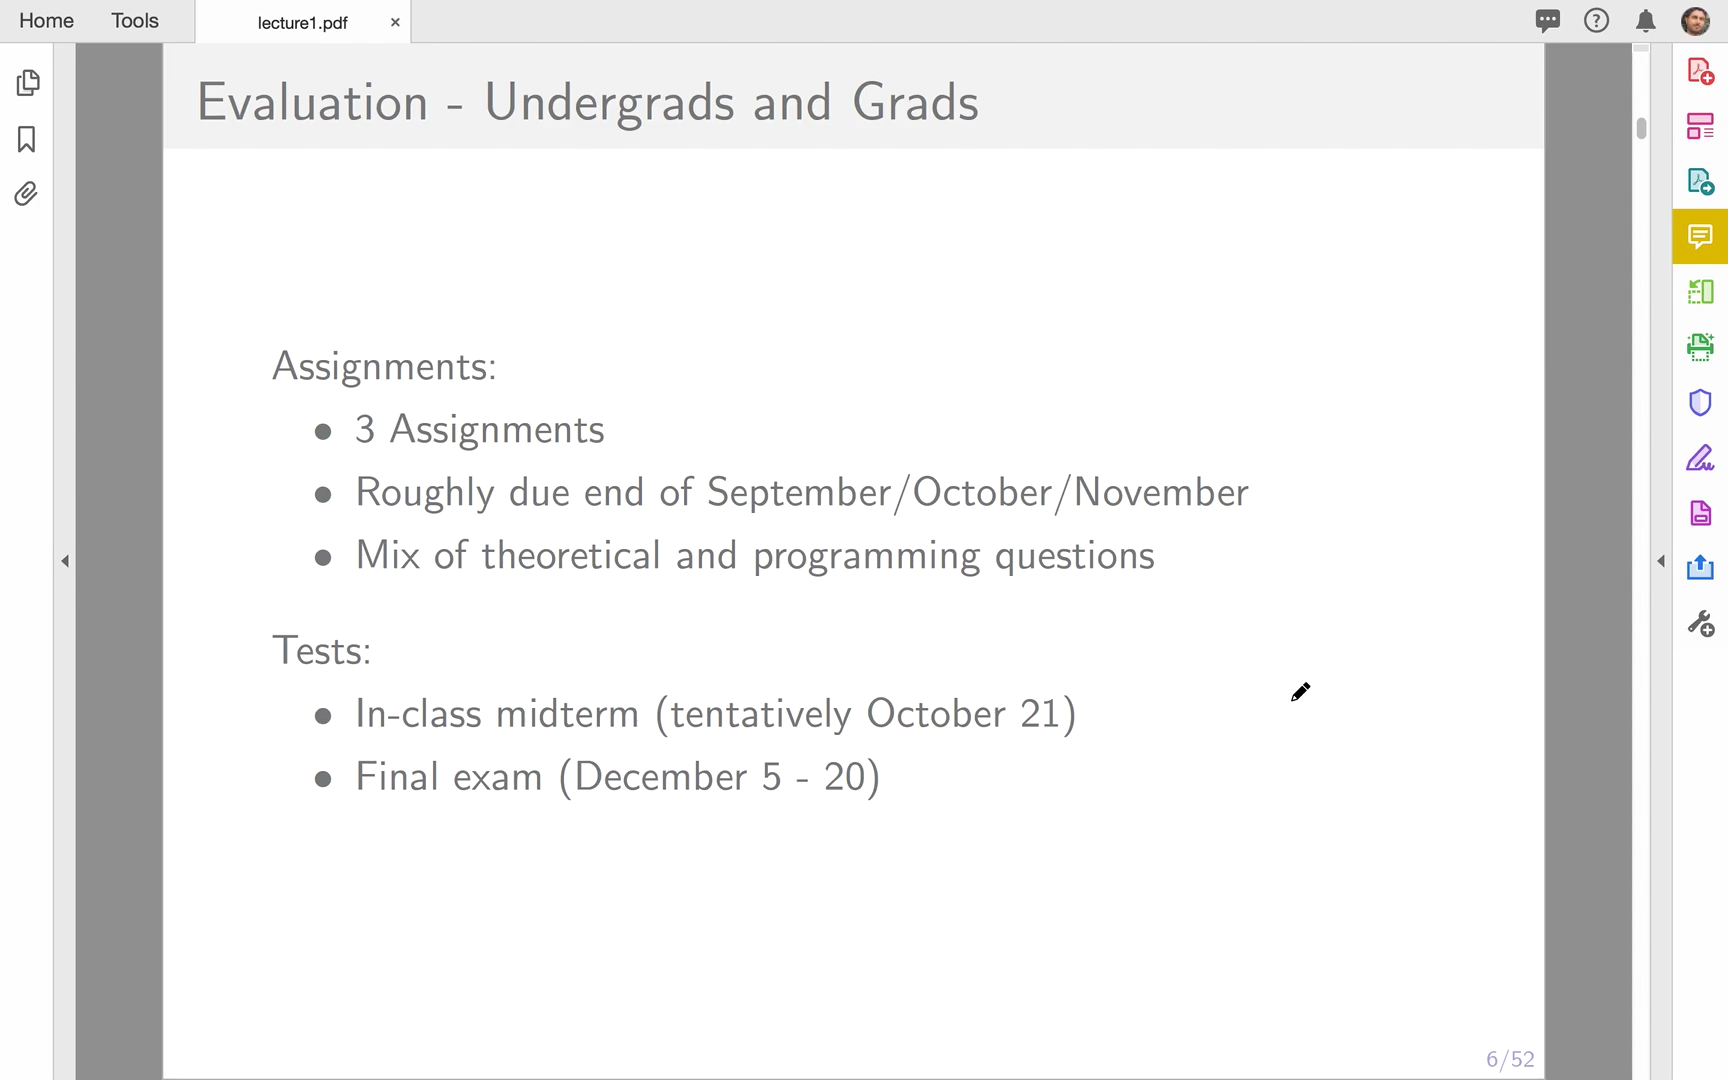 Home Tools lecture1.pdf ×
Evaluation - Undergrads and Grads
Assignments:
• 3 Assignments
• Roughly due end of September/October/November
• Mix of theoretical and programming questions
Tests:
• In-class midterm (tentatively October 21)
• Final exam (December 5 - 20)
6/52